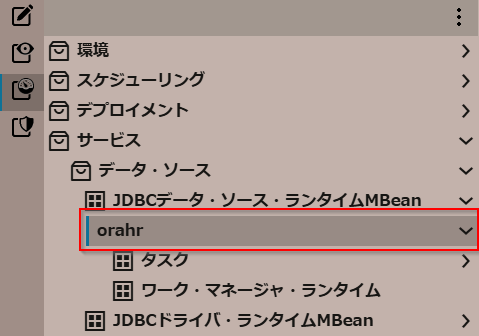 環境
スケジューリング
デプロイメント
サービス
データ・ソース
JDBCデータ・ソース・ランタイムMBean
orahr
タスク
ワーク・マネージャ・ランタイム
JDBCドライバ・ランタイムMBean